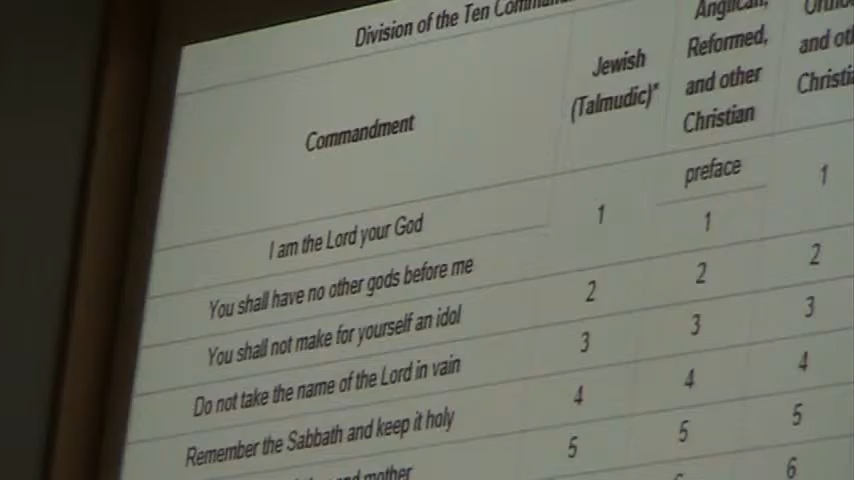 Division of the Ten
Commandment
Jewish
(Talmudic)*
Anglican,
Reformed,
and other
Christian
and
I am the Lord your God
preface
1
1
1
You shall have no other gods before me
You shall not make for yourself an idol
2
2
2
Do not take the name of the Lord in vain
3
3
3
Remember the Sabbath and keep it holy
4
4
4
and mother
5
5
5
6